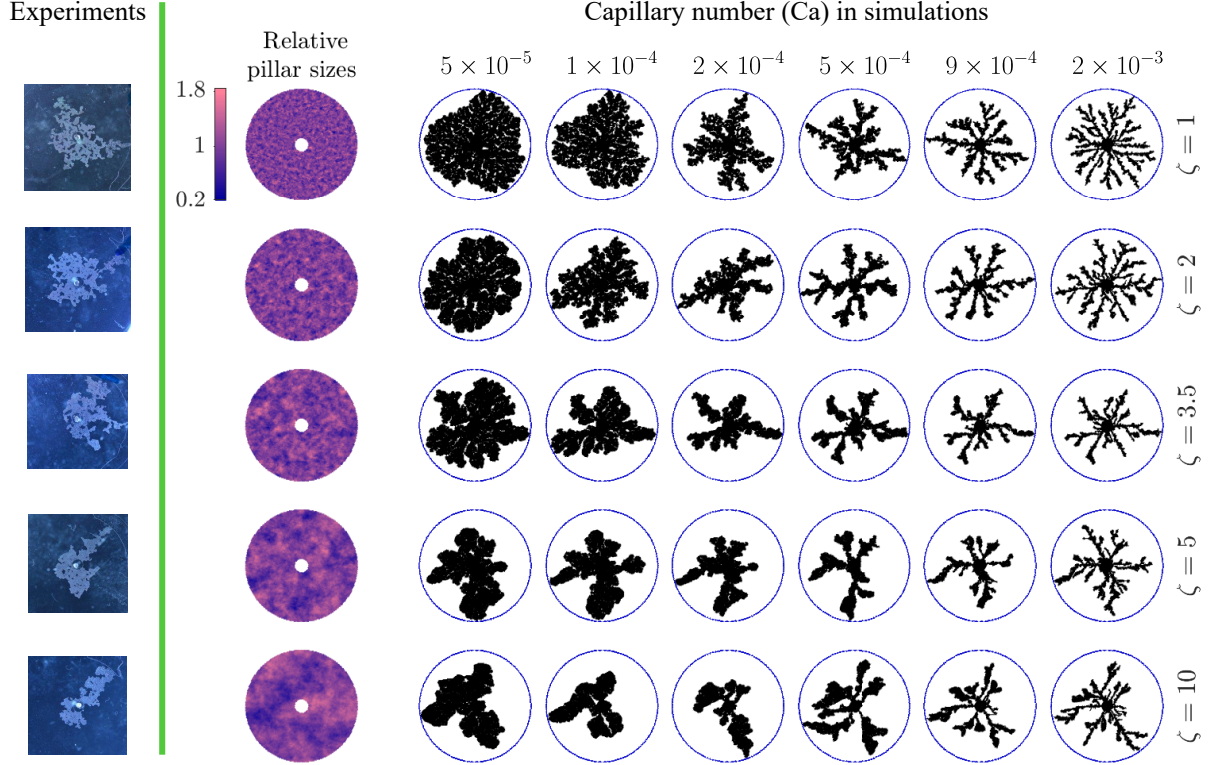 Experiments
Capillary number (Ca) in simulations
Relative
pillar sizes
5 × 10⁻⁵ 1 × 10⁻⁴ 2 × 10⁻⁴ 5 × 10⁻⁴ 9 × 10⁻⁴ 2 × 10⁻³
1.8
1
0.2
ζ = 1
ζ = 2
ζ = 3.5
ζ = 5
ζ = 10